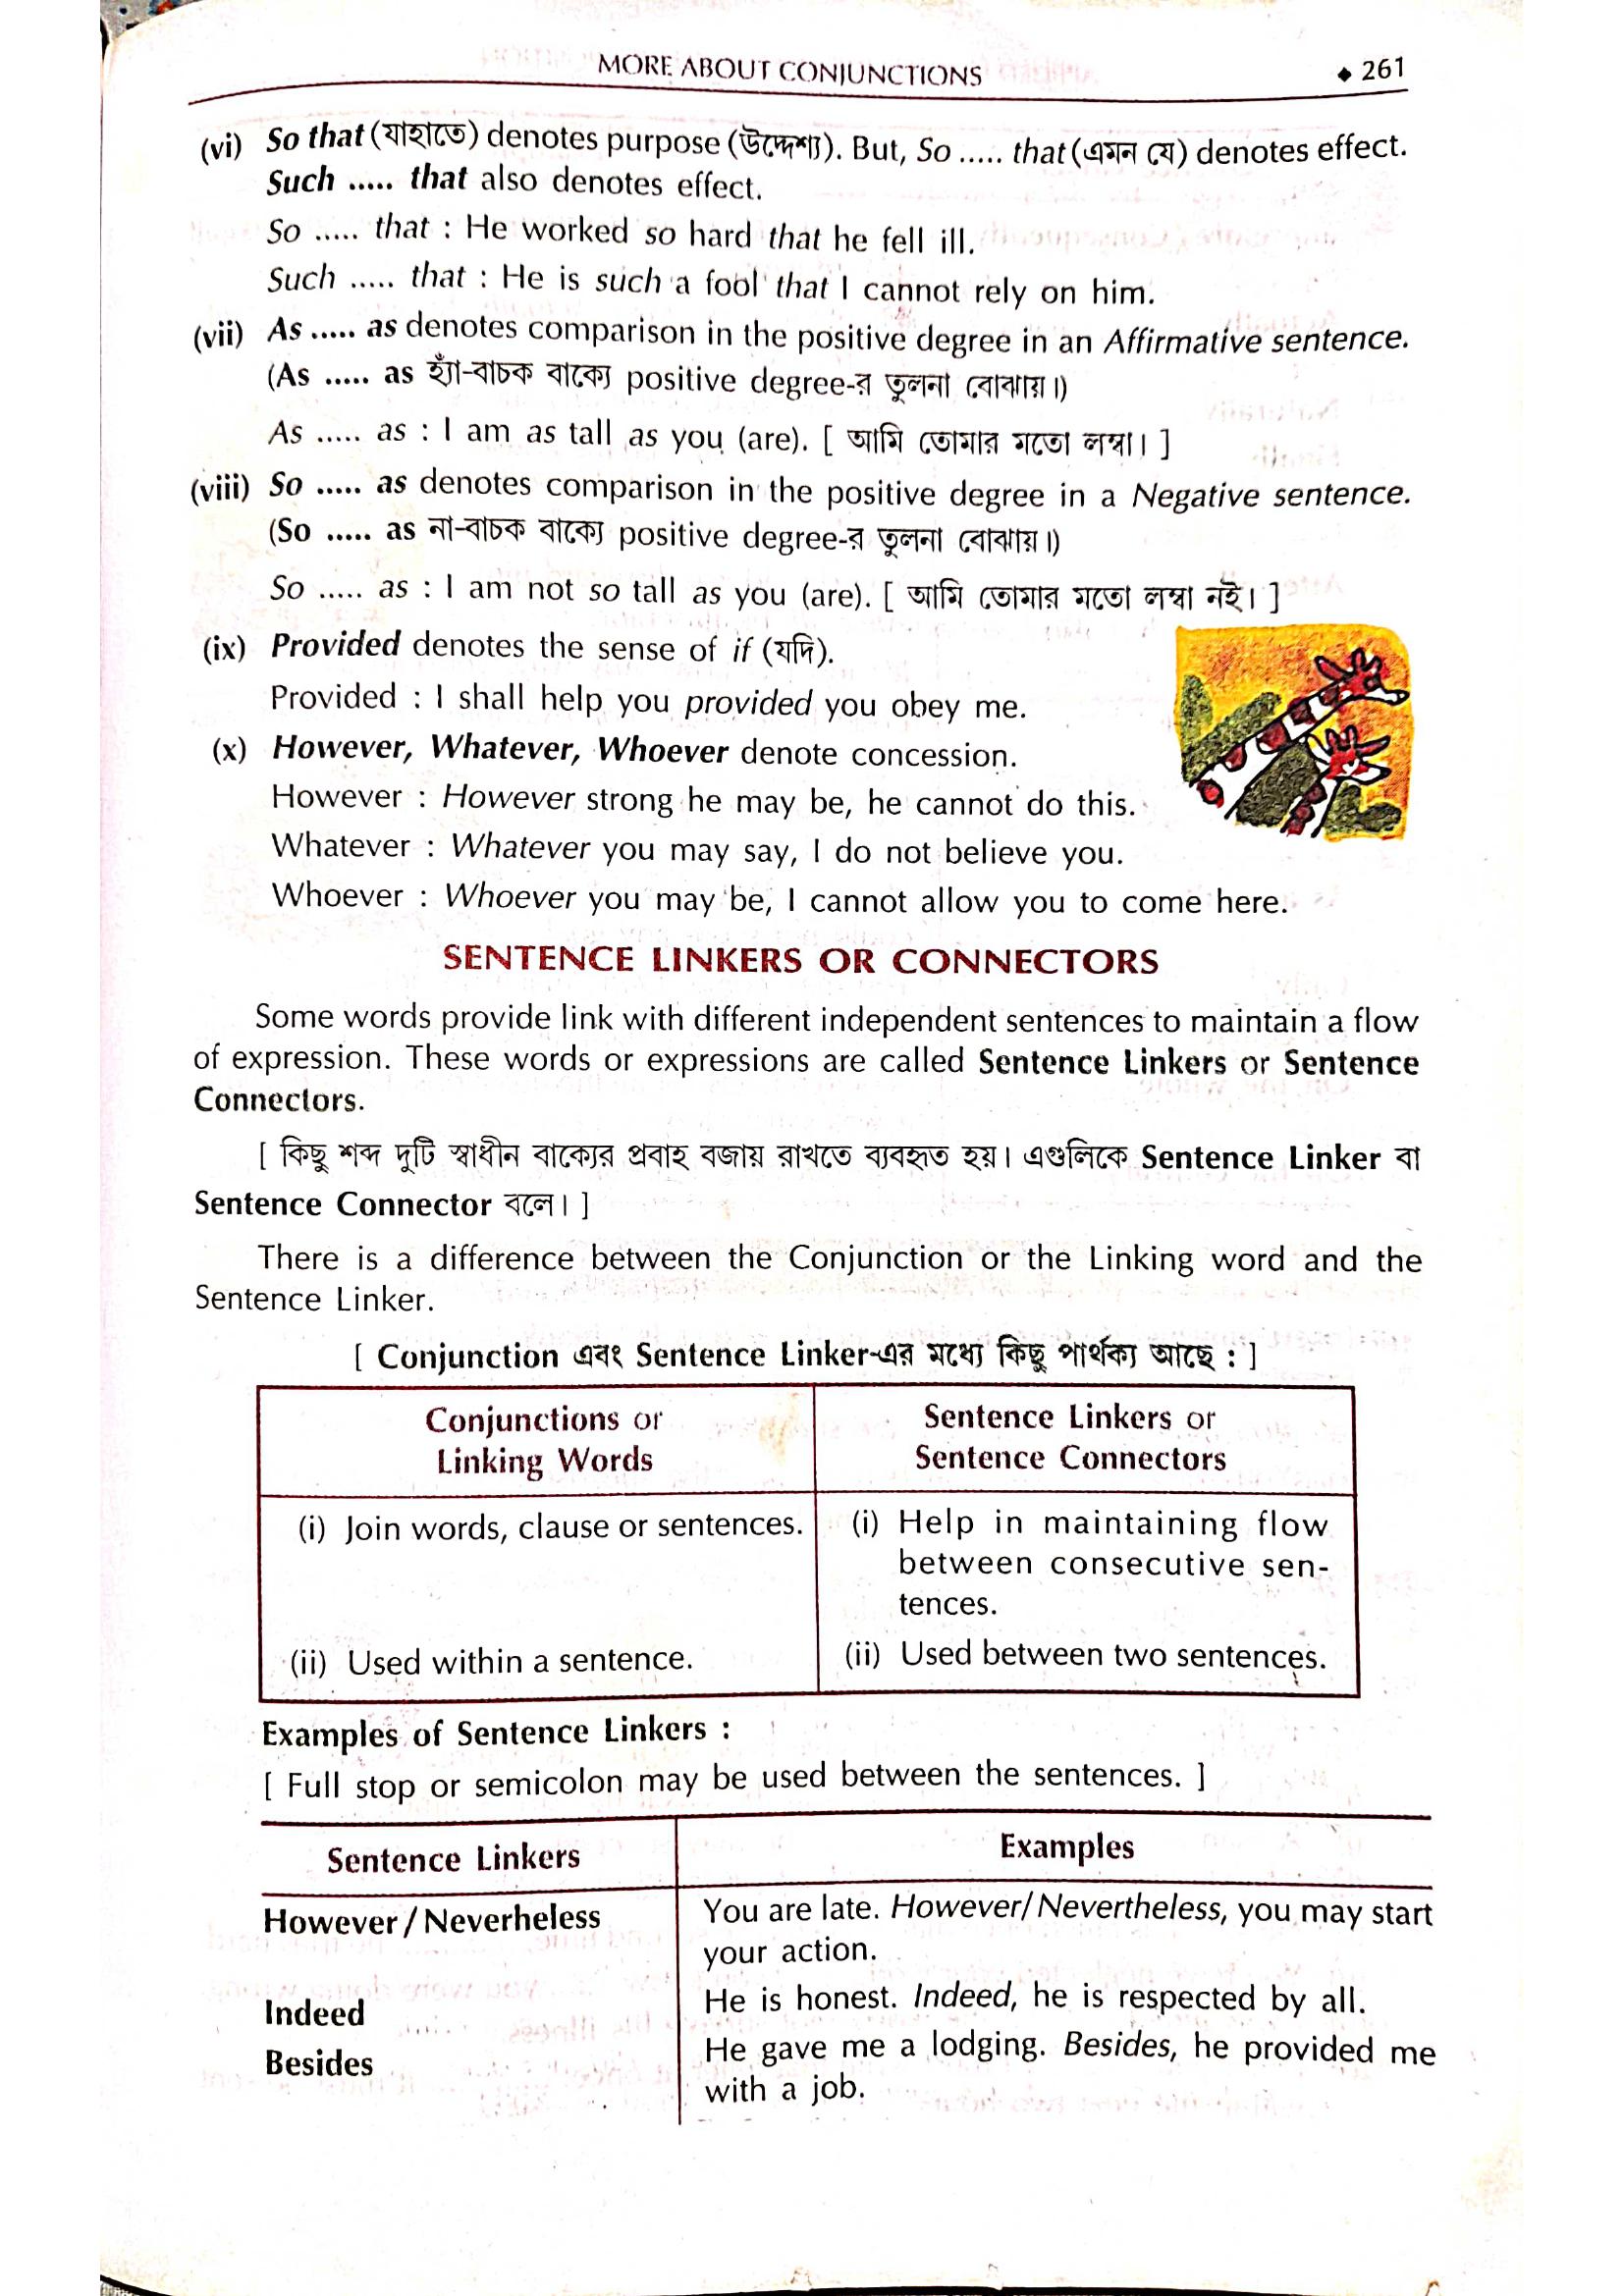 MORE ABOUT CONJUNCTIONS
◆ 261
(vi) So that (যাহাতে) denotes purpose (উদ্দেশ্য). But, So ..... that (এমন যে) denotes effect.
Such ..... that also denotes effect.
So ..... that : He worked so hard that he fell ill.
Such ..... that : He is such a fool that I cannot rely on him.
(vii) As ..... as denotes comparison in the positive degree in an Affirmative sentence.
(As ..... as হ্যাঁ-বাচক বাক্যে positive degree-র তুলনা বোঝায়।)
As ..... as : I am as tall as you (are). [ আমি তোমার মতো লম্বা। ]
(viii) So ..... as denotes comparison in the positive degree in a Negative sentence.
(So ..... as না-বাচক বাক্যে positive degree-র তুলনা বোঝায়।)
So ..... as : I am not so tall as you (are). [ আমি তোমার মতো লম্বা নই। ]
(ix) Provided denotes the sense of if (যদি).
Provided : I shall help you provided you obey me.
(x) However, Whatever, Whoever denote concession.
However : However strong he may be, he cannot do this.
Whatever : Whatever you may say, I do not believe you.
Whoever : Whoever you may be, I cannot allow you to come here.
SENTENCE LINKERS OR CONNECTORS
Some words provide link with different independent sentences to maintain a flow
of expression. These words or expressions are called Sentence Linkers or Sentence
Connectors.
[ কিছু শব্দ দুটি স্বাধীন বাক্যের প্রবাহ বজায় রাখতে ব্যবহৃত হয়। এগুলিকে Sentence Linker বা
Sentence Connector বলে। ]
There is a difference between the Conjunction or the Linking word and the
Sentence Linker.
[ Conjunction এবং Sentence Linker-এর মধ্যে কিছু পার্থক্য আছে : ]
Conjunctions or
Linking Words
Sentence Linkers or
Sentence Connectors
(i) Join words, clause or sentences.
(i) Help in maintaining flow
between consecutive sen-
tences.
(ii) Used within a sentence.
(ii) Used between two sentences.
Examples of Sentence Linkers :
[ Full stop or semicolon may be used between the sentences. ]
Sentence Linkers
Examples
However / Neverheless
You are late. However/ Nevertheless, you may start
your action.
Indeed
He is honest. Indeed, he is respected by all.
Besides
He gave me a lodging. Besides, he provided me
with a job.